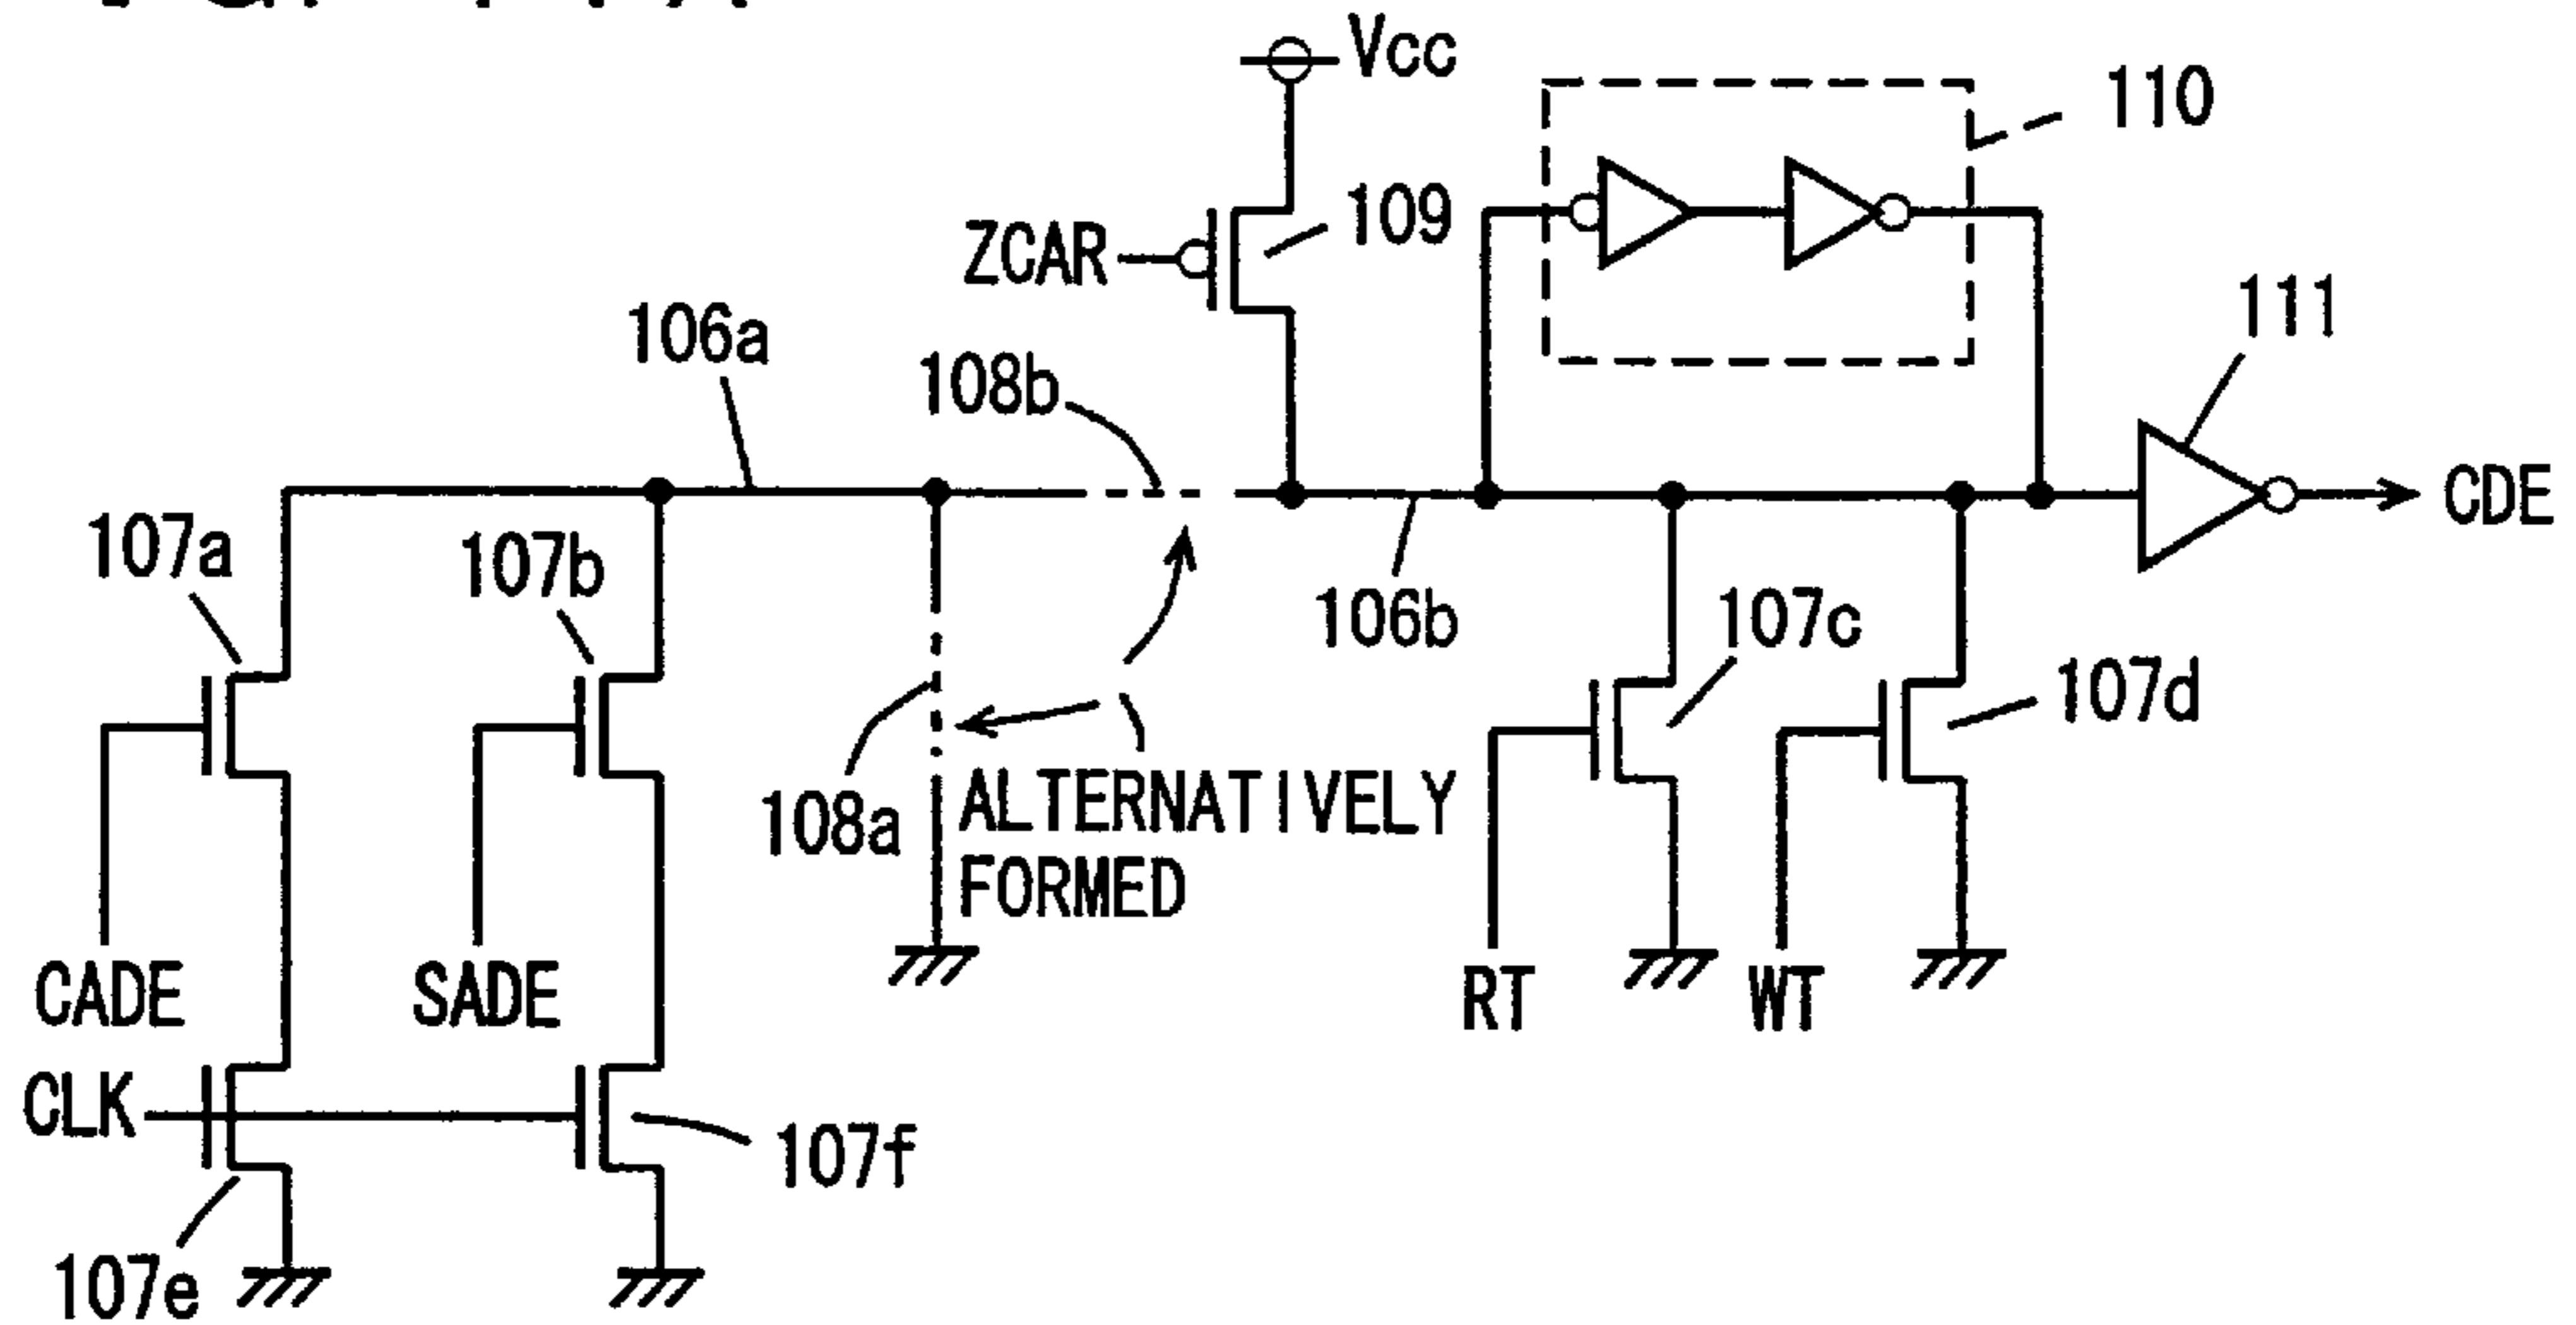 Vcc
110
ZCAR
109
106a
108b
111
CDE
107a
107b
106b
107c
107d
108a
ALTERNATIVELY
FORMED
CADE
SADE
RT
WT
CLK
107f
107e